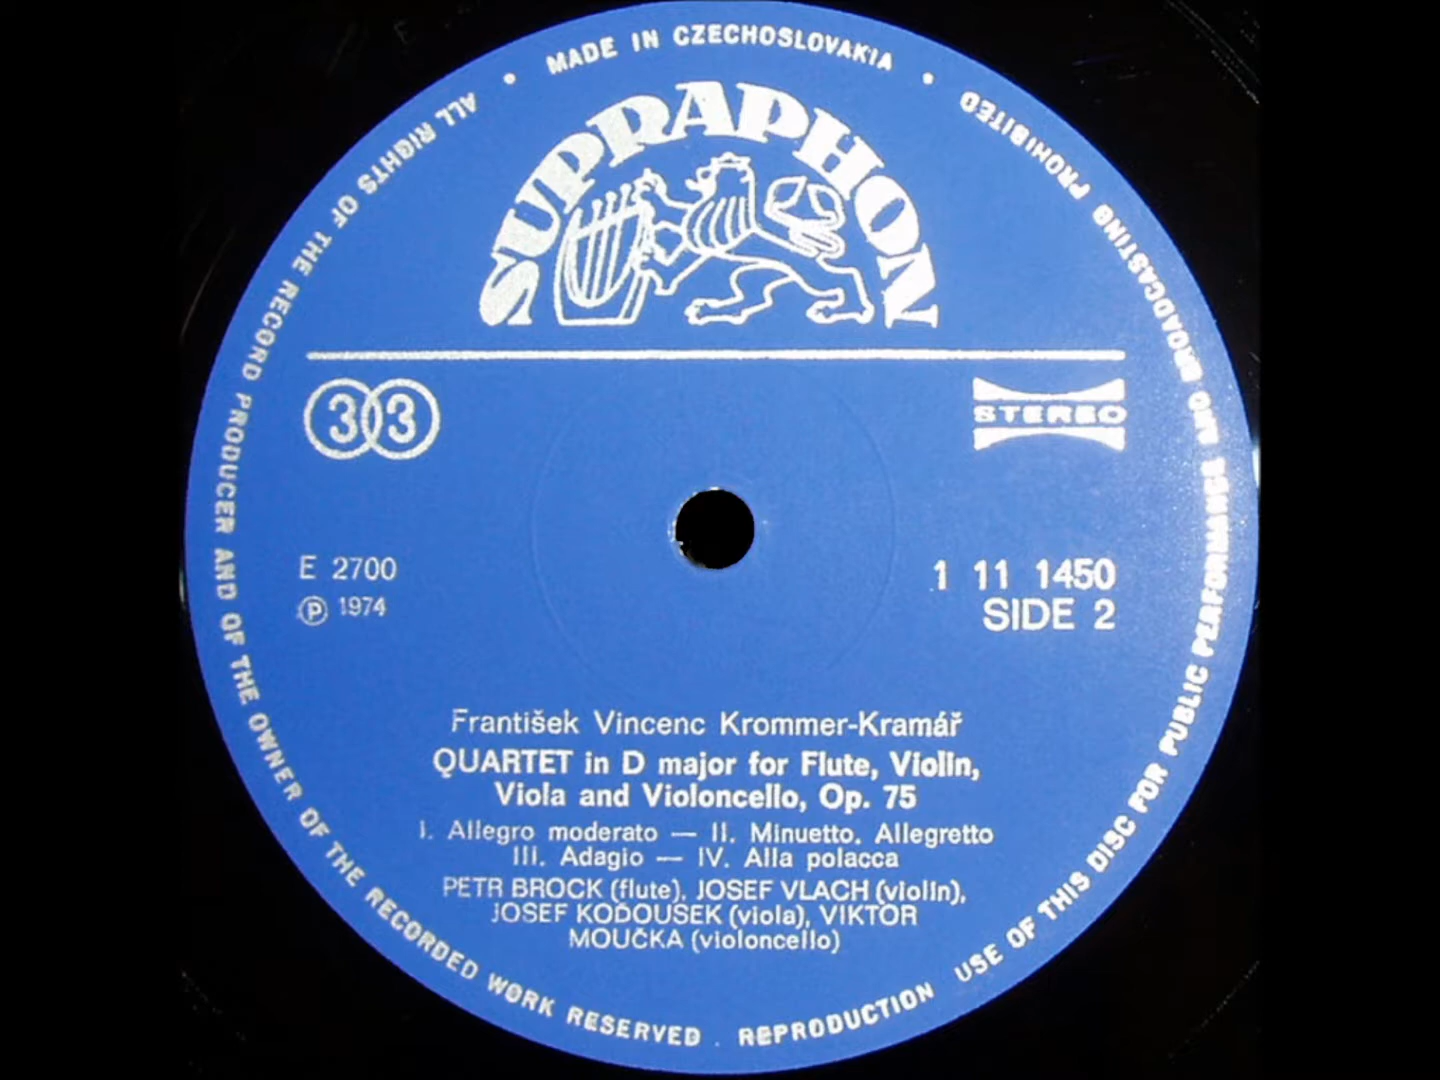 MADE IN CZECHOSLOVAKIA
ALL RIGHTS OF THE RECORD PRODUCER AND OF THE OWNER OF THE RECORDED WORK RESERVED . REPRODUCTION USE OF THIS DISC FOR PUBLIC PERFORMANCE AND BROADCASTING PROHIBITED
SUPRAPHON
33
STEREO
E 2700
Ⓟ 1974
1 11 1450
SIDE 2
František Vincenc Krommer-Kramář
QUARTET in D major for Flute, Violin,
Viola and Violoncello, Op. 75
I. Allegro moderato — II. Minuetto. Allegretto
III. Adagio — IV. Alla polacca
PETR BROCK (flute), JOSEF VLACH (violin),
JOSEF KOĎOUSEK (viola), VIKTOR
MOUČKA (violoncello)